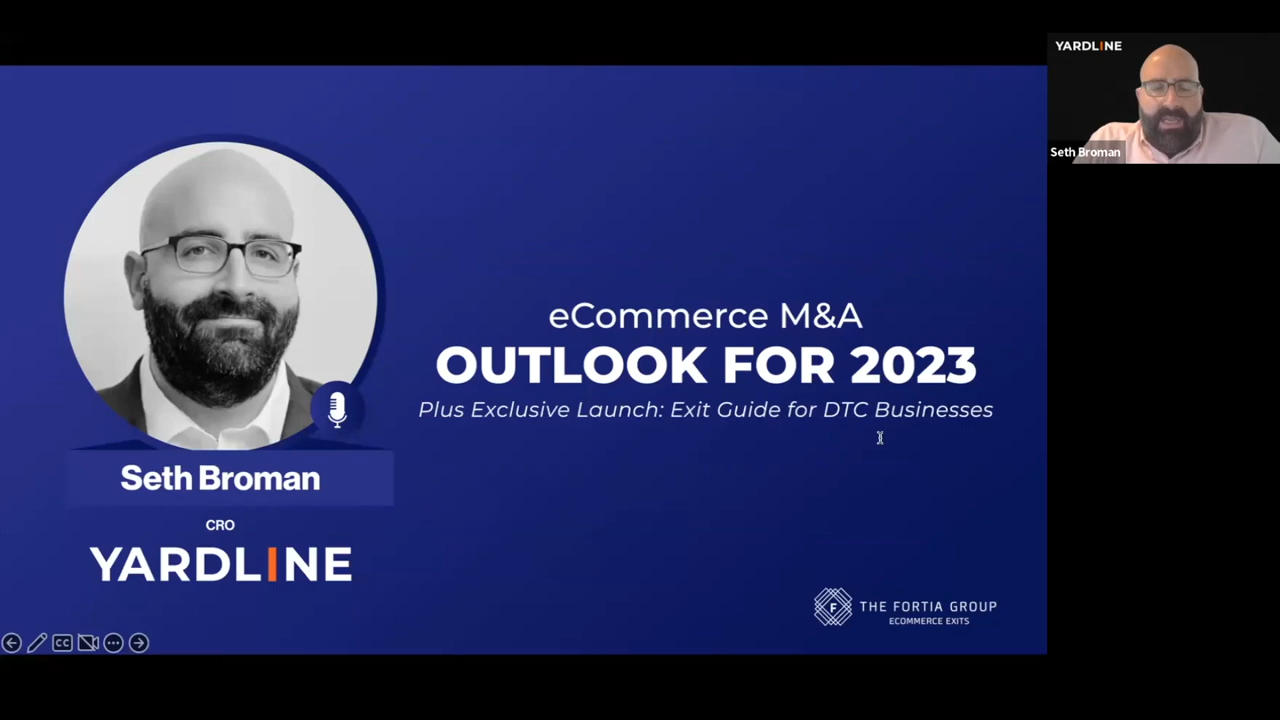 YARDLINE
Seth Broman
eCommerce M&A
OUTLOOK FOR 2023
Plus Exclusive Launch: Exit Guide for DTC Businesses
Seth Broman
CRO
YARDLINE
F
THE FORTIA GROUP
ECOMMERCE EXITS
CC